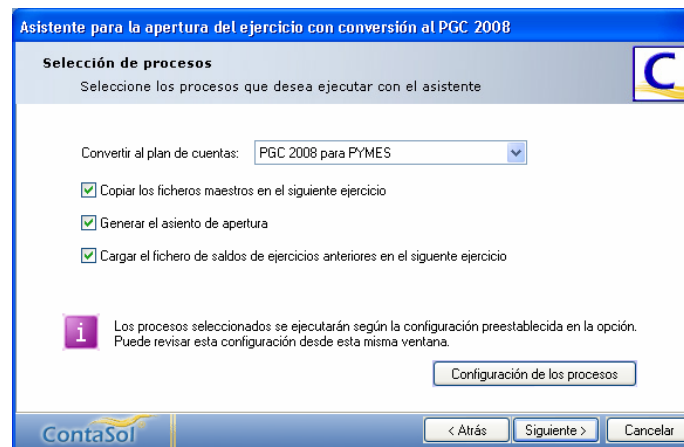 Asistente para la apertura del ejercicio con conversión al PGC 2008
Selección de procesos
Seleccione los procesos que desea ejecutar con el asistente
C
Convertir al plan de cuentas: PGC 2008 para PYMES
Copiar los ficheros maestros en el siguiente ejercicio
Generar el asiento de apertura
Cargar el fichero de saldos de ejercicios anteriores en el siguente ejercicio
i
Los procesos seleccionados se ejecutarán según la configuración preestablecida en la opción.
Puede revisar esta configuración desde esta misma ventana.
Configuración de los procesos
ContaSol
< Atrás Siguiente > Cancelar